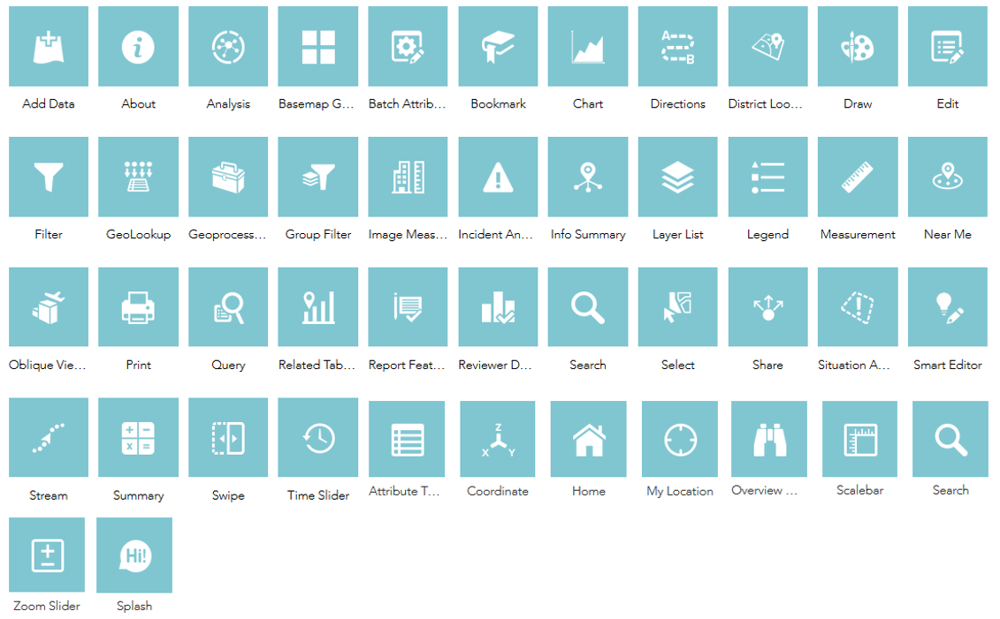 A B
Add Data About Analysis Basemap G... Batch Attrib... Bookmark Chart Directions District Loo... Draw Edit
Filter GeoLookup Geoprocess... Group Filter Image Meas... Incident An... Info Summary Layer List Legend Measurement Near Me
Oblique Vie... Print Query Related Tab... Report Feat... Reviewer D... Search Select Share Situation A... Smart Editor
X Z Y
Stream Summary Swipe Time Slider Attribute T... Coordinate Home My Location Overview ... Scalebar Search
Hi!
Zoom Slider Splash